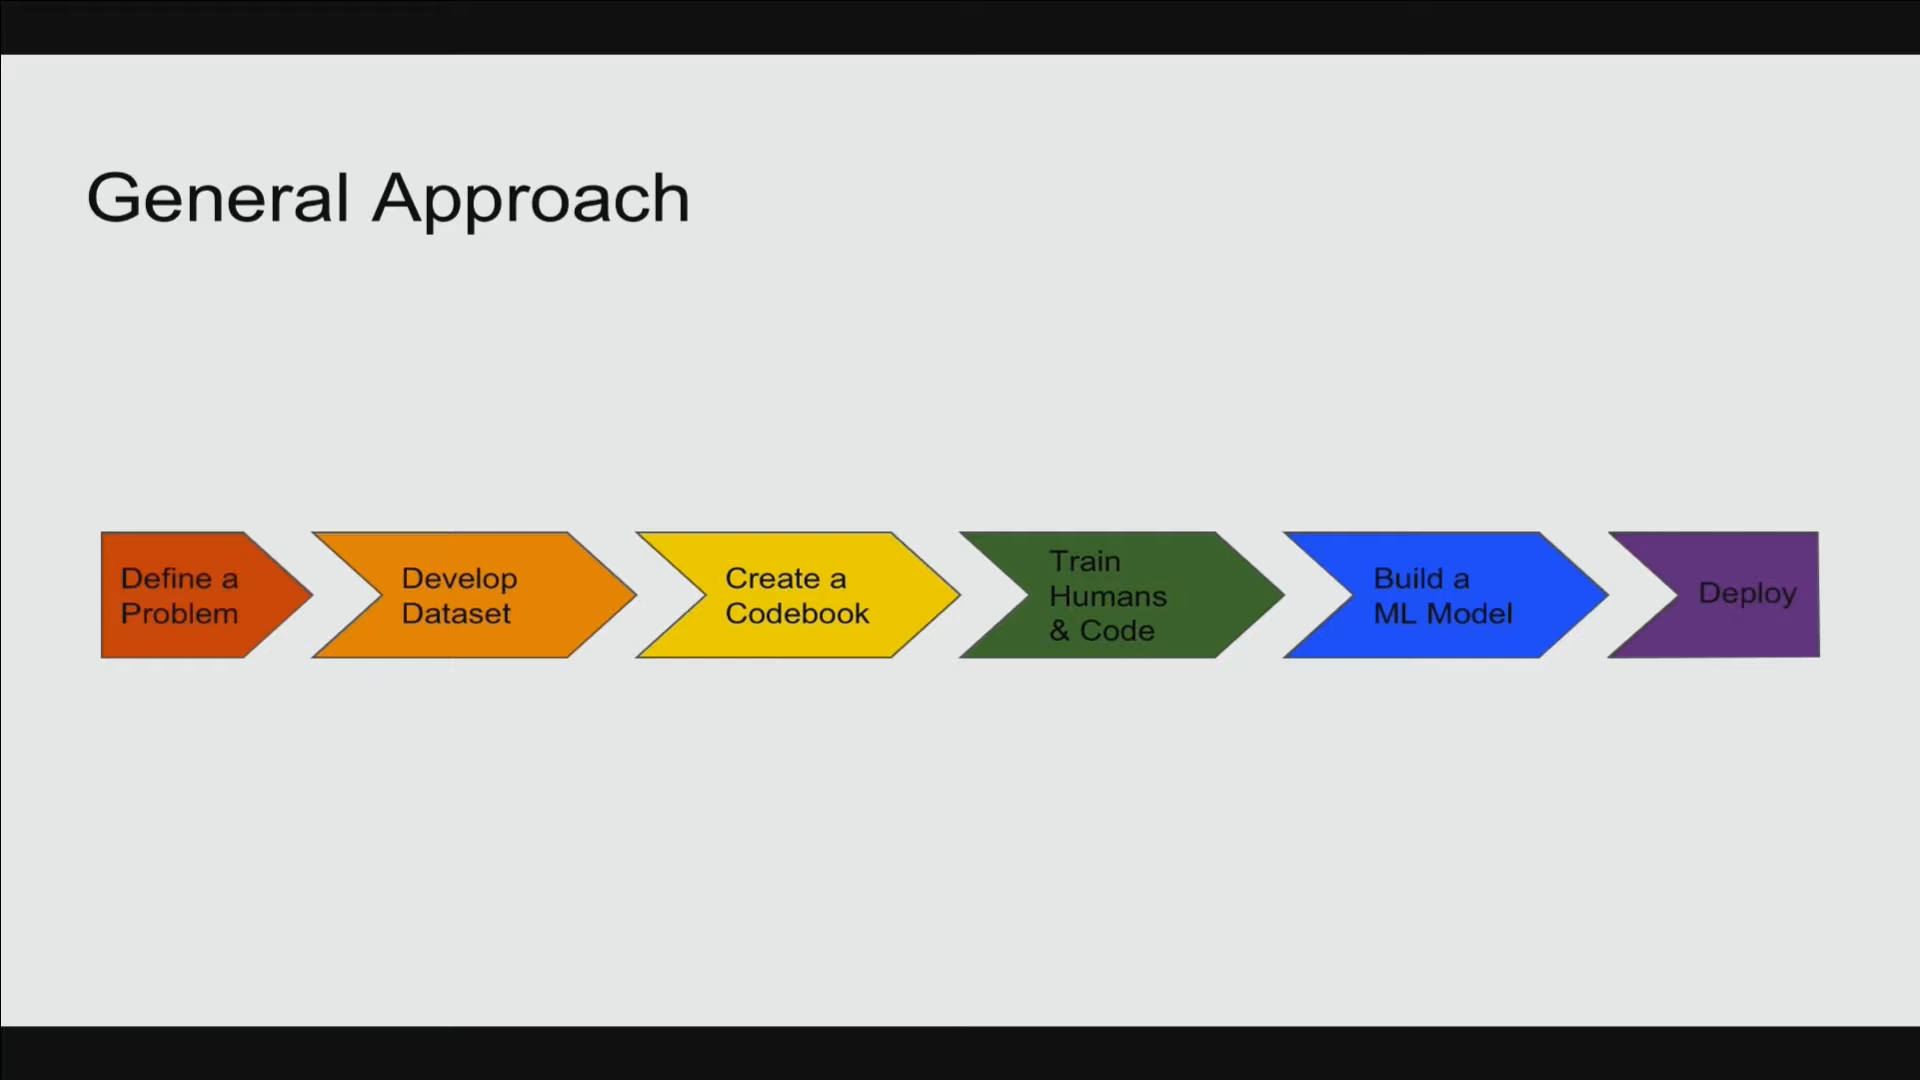 General Approach
Define a
Problem
Develop
Dataset
Create a
Codebook
Train
Humans
& Code
Build a
ML Model
Deploy